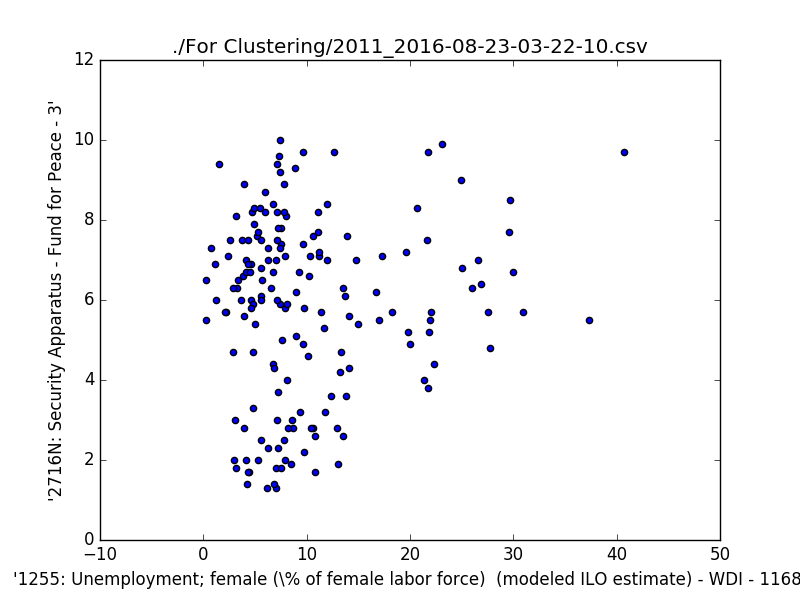 ./For Clustering/2011_2016-08-23-03-22-10.csv
12
10
8
6
4
2
0
'2716N: Security Apparatus - Fund for Peace - 3'
−10 0 10 20 30 40 50
'1255: Unemployment; female (\% of female labor force)  (modeled ILO estimate) - WDI - 1168